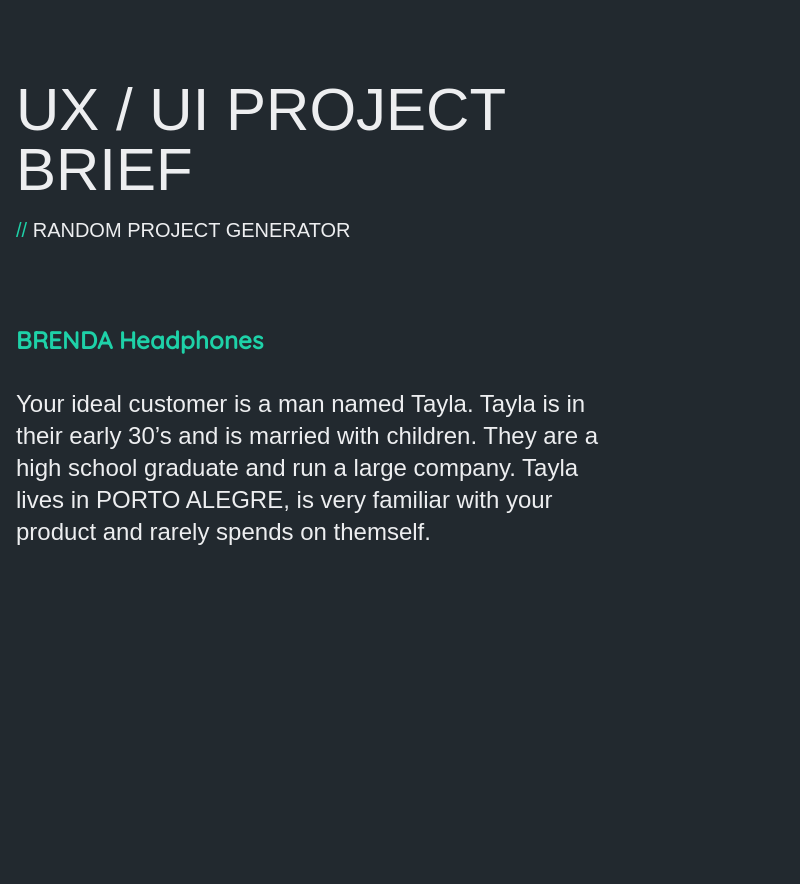 UX / UI PROJECT
BRIEF
// RANDOM PROJECT GENERATOR
BRENDA Headphones
Your ideal customer is a man named Tayla. Tayla is in
their early 30’s and is married with children. They are a
high school graduate and run a large company. Tayla
lives in PORTO ALEGRE, is very familiar with your
product and rarely spends on themself.